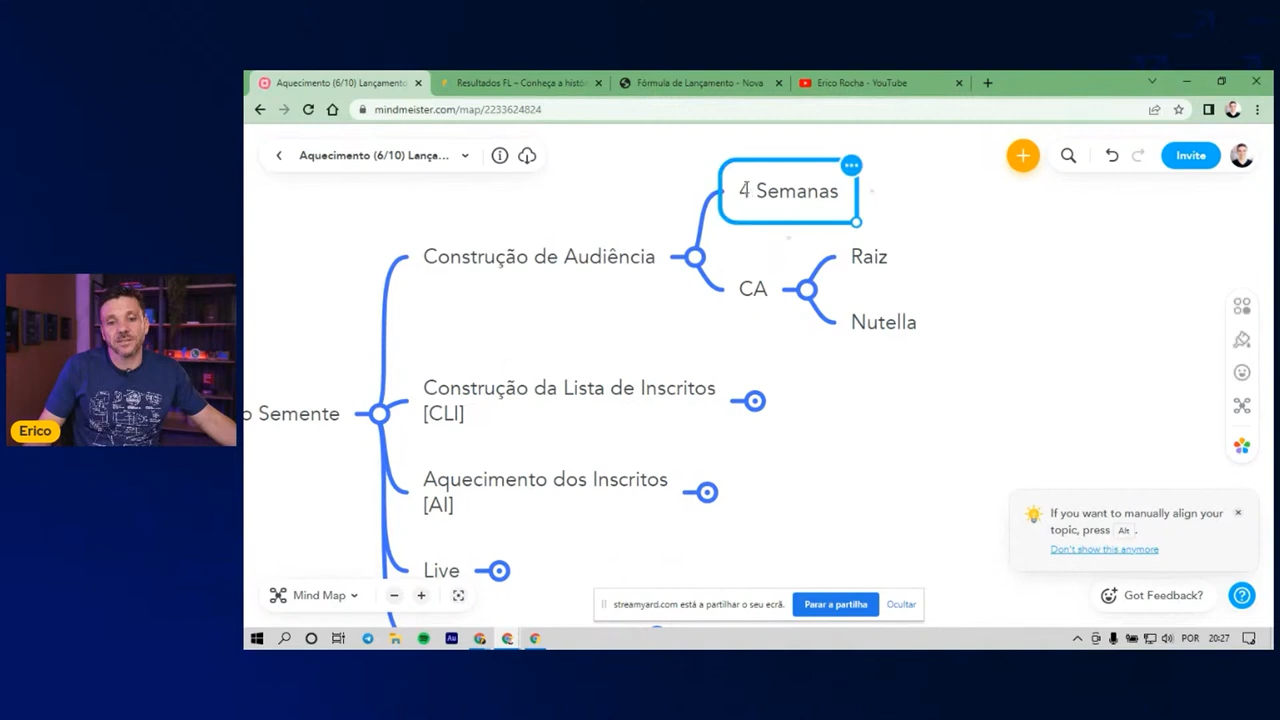 Aquecimento (6/10) Lançamento
Resultados FL – Conheça a histó
Fórmula de Lançamento - Nova
Erico Rocha - YouTube
mindmeister.com/map/2233624824
Aquecimento (6/10) Lança...
Invite
4 Semanas
Construção de Audiência
CA
Raiz
Nutella
Construção da Lista de Inscritos
[CLI]
o Semente
Erico
Aquecimento dos Inscritos
[AI]
If you want to manually align your
topic, press Alt .
Don't show this anymore
Live
Mind Map
streamyard.com está a partilhar o seu ecrã.
Parar a partilha
Ocultar
Got Feedback?
Au
POR
20:27